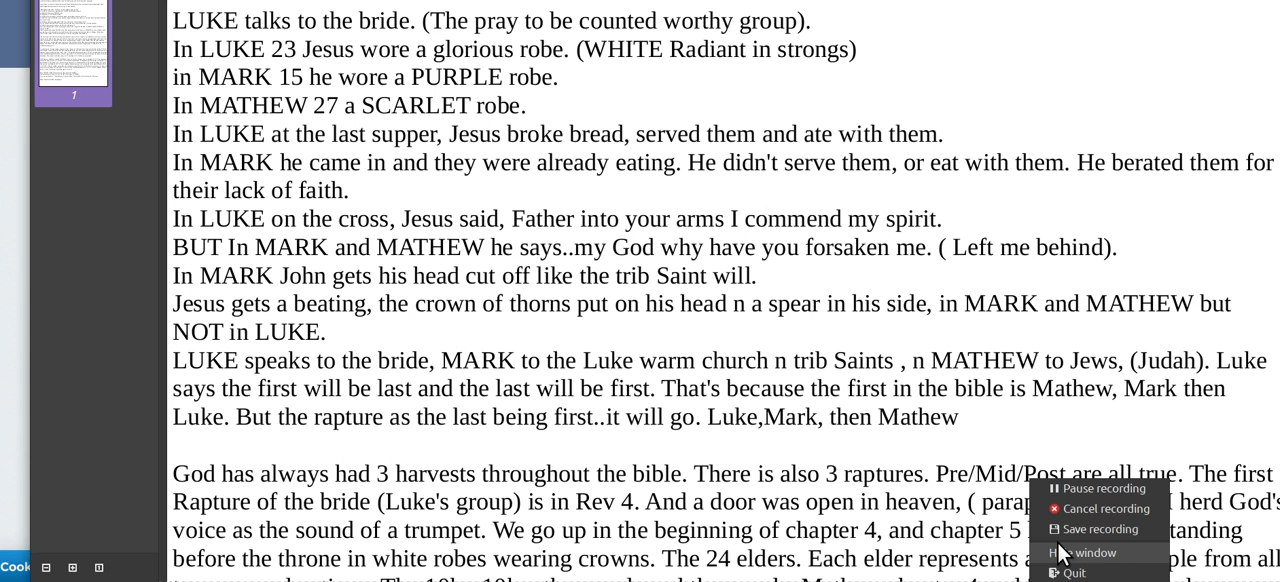 LUKE talks to the bride. (The pray to be counted worthy group).
In LUKE 23 Jesus wore a glorious robe. (WHITE Radiant in strongs)
in MARK 15 he wore a PURPLE robe.
In MATHEW 27 a SCARLET robe.
In LUKE at the last supper, Jesus broke bread, served them and ate with them.
In MARK he came in and they were already eating. He didn't serve them, or eat with them. He berated them for
their lack of faith.
In LUKE on the cross, Jesus said, Father into your arms I commend my spirit.
BUT In MARK and MATHEW he says..my God why have you forsaken me. ( Left me behind).
In MARK John gets his head cut off like the trib Saint will.
Jesus gets a beating, the crown of thorns put on his head n a spear in his side, in MARK and MATHEW but
NOT in LUKE.
LUKE speaks to the bride, MARK to the Luke warm church n trib Saints , n MATHEW to Jews, (Judah). Luke
says the first will be last and the last will be first. That's because the first in the bible is Mathew, Mark then
Luke. But the rapture as the last being first..it will go. Luke,Mark, then Mathew
God has always had 3 harvests throughout the bible. There is also 3 raptures. Pre/Mid/Post are all true. The first
Rapture of the bride (Luke's group) is in Rev 4. And a door was open in heaven, ( I herd God's
voice as the sound of a trumpet. We go up in the beginning of chapter 4, and chapter 5
before the throne in white robes wearing crowns. The 24 elders. Each elder represents from all
1
Pause recording
Cancel recording
Save recording
window
Quit
Cook